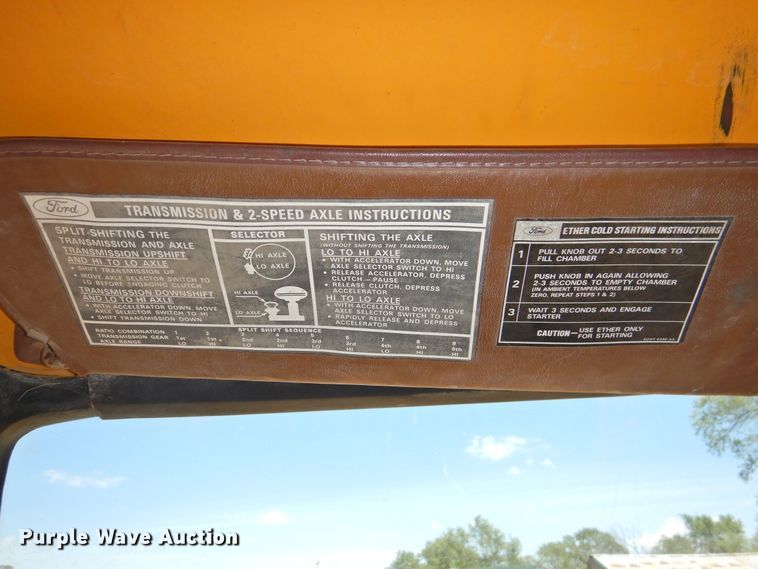 Ford
TRANSMISSION & 2-SPEED AXLE INSTRUCTIONS
SPLIT-SHIFTING THE
TRANSMISSION AND AXLE
TRANSMISSION UPSHIFT
AND HI TO LO AXLE
• SHIFT TRANSMISSION UP
• MOVE AXLE SELECTOR SWITCH TO
LO BEFORE ENGAGING CLUTCH
TRANSMISSION DOWNSHIFT
AND LO TO HI AXLE
• WITH ACCELERATOR DOWN, MOVE
AXLE SELECTOR SWITCH TO HI
• SHIFT TRANSMISSION DOWN
SELECTOR
HI AXLE
LO AXLE
HI AXLE
LO AXLE
SHIFTING THE AXLE
(WITHOUT SHIFTING THE TRANSMISSION)
LO TO HI AXLE
• WITH ACCELERATOR DOWN, MOVE
AXLE SELECTOR SWITCH TO HI
• RELEASE ACCELERATOR, DEPRESS
CLUTCH - PAUSE
• RELEASE CLUTCH, DEPRESS
ACCELERATOR
HI TO LO AXLE
• WITH ACCELERATOR DOWN, MOVE
AXLE SELECTOR SWITCH TO LO
• RAPIDLY RELEASE AND DEPRESS
ACCELERATOR
SPLIT SHIFT SEQUENCE
RATIO COMBINATION 1 2 3 4 5 6 7 8 9
TRANSMISSION GEAR 1st 1st 2nd 2nd 3rd 3rd 4th 4th 5th
AXLE RANGE LO HI LO HI LO HI LO HI HI
Ford
ETHER COLD STARTING INSTRUCTIONS
1 PULL KNOB OUT 2-3 SECONDS TO
FILL CHAMBER
2 PUSH KNOB IN AGAIN ALLOWING
2-3 SECONDS TO EMPTY CHAMBER
(IN AMBIENT TEMPERATURES BELOW
ZERO, REPEAT STEPS 1 & 2)
3 WAIT 3 SECONDS AND ENGAGE
STARTER
CAUTION—USE ETHER ONLY
FOR STARTING
Purple Wave Auction